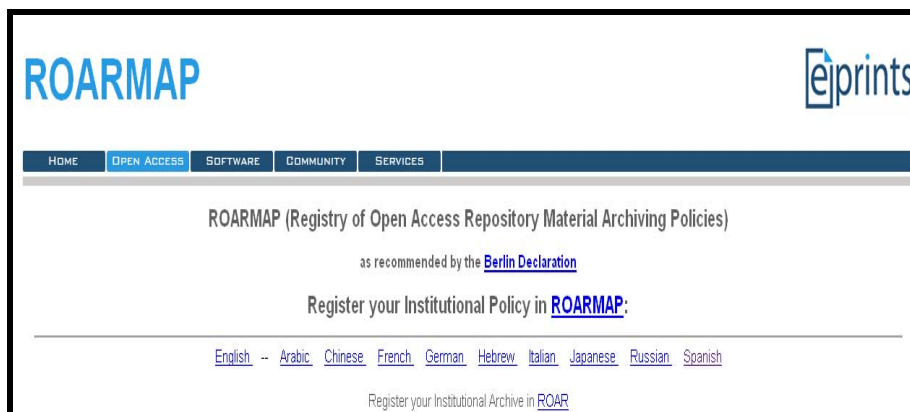 ROARMAP
eprints
HOME OPEN ACCESS SOFTWARE COMMUNITY SERVICES
ROARMAP (Registry of Open Access Repository Material Archiving Policies)
as recommended by the Berlin Declaration
Register your Institutional Policy in ROARMAP:
English -- Arabic Chinese French German Hebrew Italian Japanese Russian Spanish
Register your Institutional Archive in ROAR